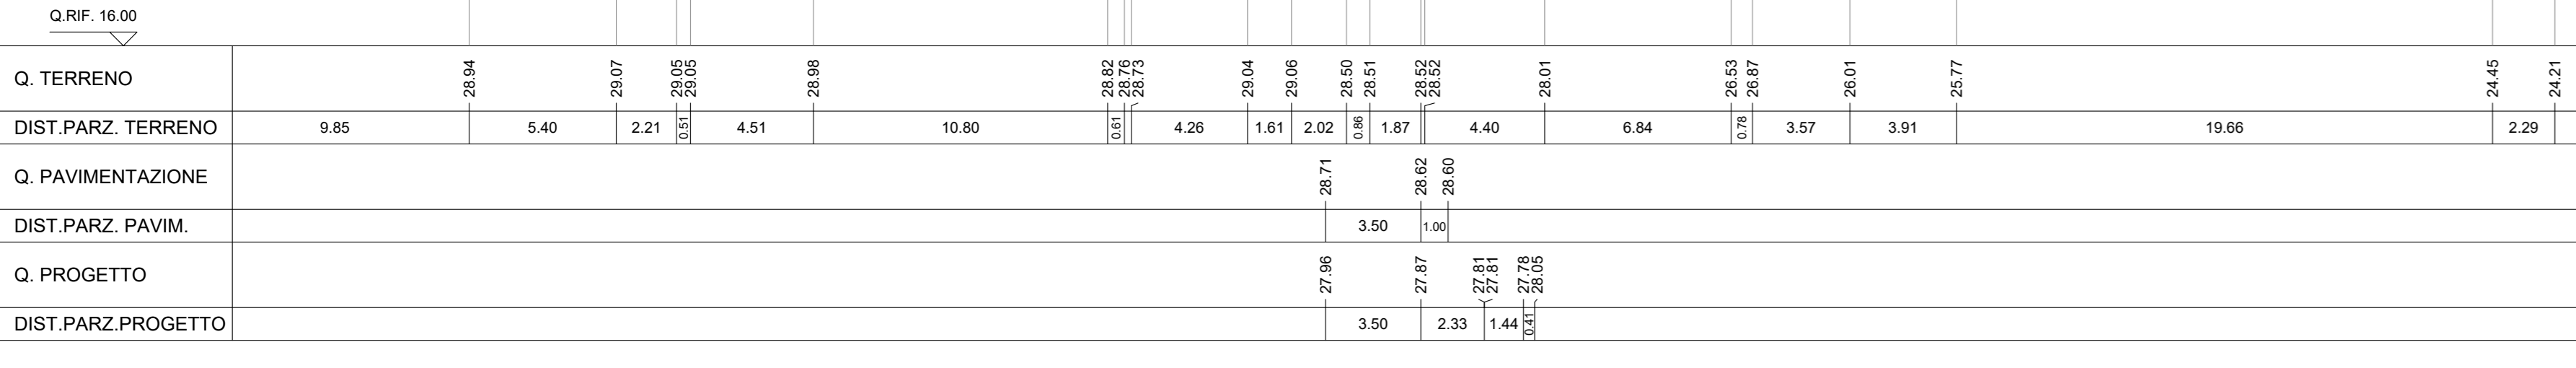 Q.RIF. 16.00
Q. TERRENO 28.94 29.07 29.05 29.05 28.98 28.82 28.76 28.73 29.04 29.06 28.50 28.51 28.52 28.52 28.01 26.53 26.87 26.01 25.77 24.45 24.21
DIST.PARZ. TERRENO 9.85 5.40 2.21 0.51 4.51 10.80 0.61 4.26 1.61 2.02 0.86 1.87 4.40 6.84 0.78 3.57 3.91 19.66 2.29
Q. PAVIMENTAZIONE 28.71 28.62 28.60
DIST.PARZ. PAVIM. 3.50 1.00
Q. PROGETTO 27.96 27.87 27.81 27.81 27.78 28.05
DIST.PARZ.PROGETTO 3.50 2.33 1.44 0.41